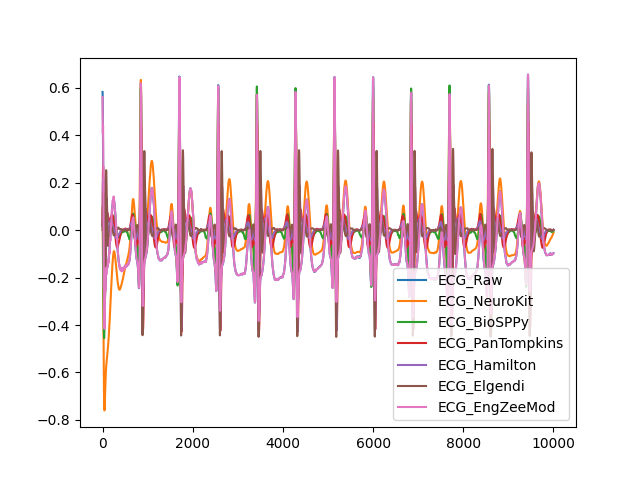 0.6
0.4
0.2
0.0
−0.2
−0.4
−0.6
−0.8
0 2000 4000 6000 8000 10000
ECG_Raw
ECG_NeuroKit
ECG_BioSPPy
ECG_PanTompkins
ECG_Hamilton
ECG_Elgendi
ECG_EngZeeMod